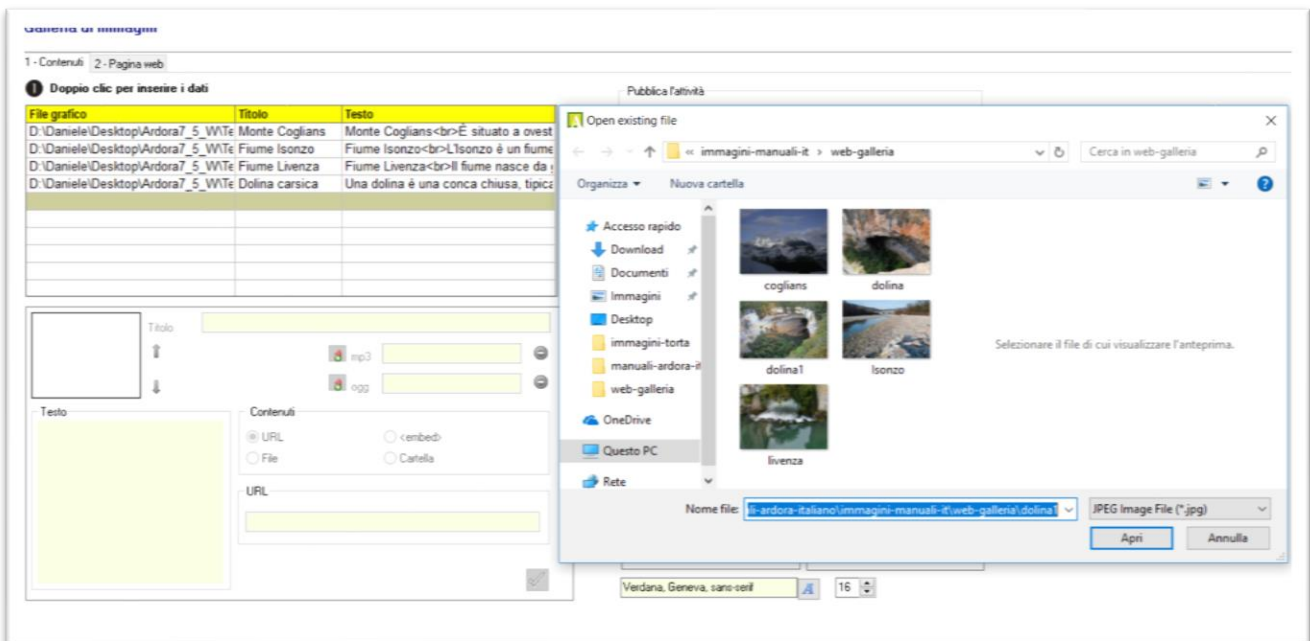 Galleria di immagini
1 - Contenuti 2 - Pagina web
1 Doppio clic per inserire i dati
File grafico Titolo Testo
D:\Daniele\Desktop\Ardora7_5_W\Te Monte Coglians Monte Coglians<br>È situato a ovest
D:\Daniele\Desktop\Ardora7_5_W\Te Fiume Isonzo Fiume Isonzo<br>L'Isonzo è un fiume
D:\Daniele\Desktop\Ardora7_5_W\Te Fiume Livenza Fiume Livenza<br>Il fiume nasce da
D:\Daniele\Desktop\Ardora7_5_W\Te Dolina carsica Una dolina è una conca chiusa, tipica
Titolo
mp3
ogg
Testo
Contenuti
URL <embed>
File Cartella
URL
Pubblica l'attività
Open existing file
« immagini-manuali-it > web-galleria
Cerca in web-galleria
Organizza Nuova cartella
Accesso rapido
Download
Documenti
Immagini
Desktop
immagini-torta
manuali-ardora-it
web-galleria
OneDrive
Questo PC
Rete
coglians dolina
dolina1 Isonzo
livenza
Selezionare il file di cui visualizzare l'anteprima.
Nome file: li-ardora-italiano\immagini-manuali-it\web-galleria\dolina1 JPEG Image File (*.jpg)
Apri Annulla
Verdana, Geneva, sans-serif A 16